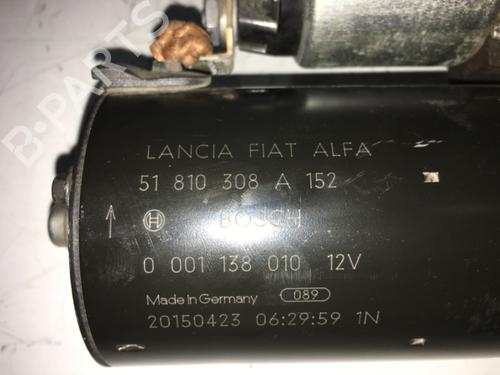 LANCIA FIAT ALFA
51 810 308 A 152
BOSCH
0 001 138 010 12V
Made in Germany 089
20150423 06:29:59 1N
B-PARTS